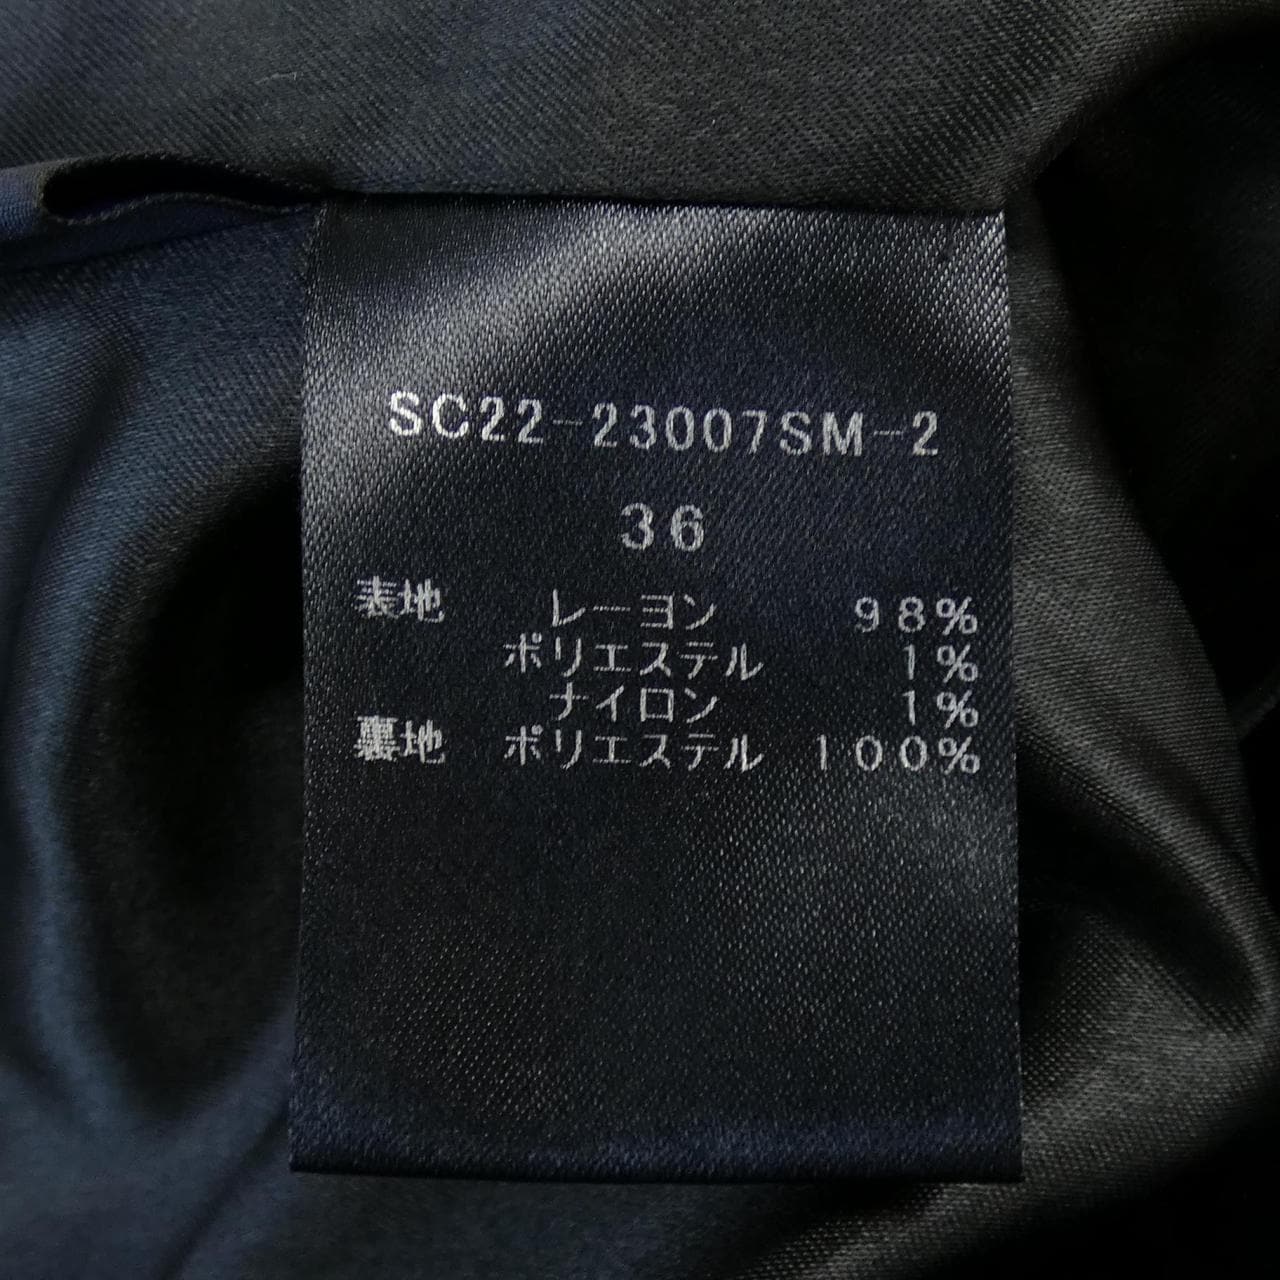 SC22-23007SM-2
36
表地 レーヨン 98%
ポリエステル 1%
ナイロン 1%
裏地 ポリエステル 100%